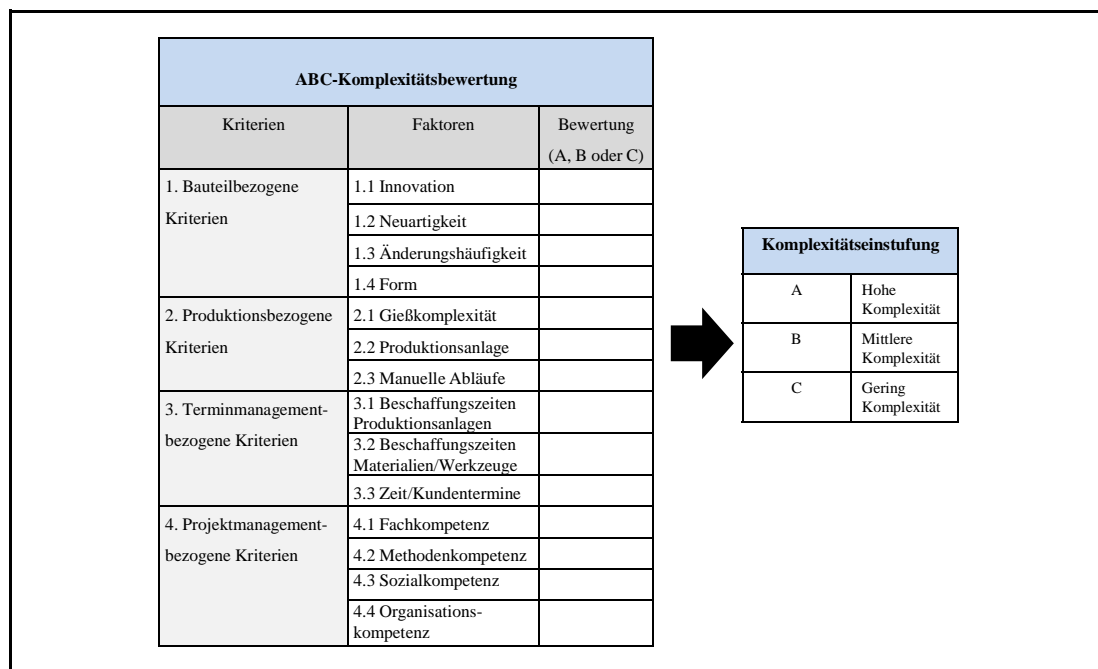 ABC-Komplexitätsbewertung
Kriterien
Faktoren
Bewertung
(A, B oder C)
1. Bauteilbezogene
Kriterien
1.1 Innovation
1.2 Neuartigkeit
1.3 Änderungshäufigkeit
1.4 Form
2. Produktionsbezogene
Kriterien
2.1 Gießkomplexität
2.2 Produktionsanlage
2.3 Manuelle Abläufe
3. Terminmanagement-
bezogene Kriterien
3.1 Beschaffungszeiten
Produktionsanlagen
3.2 Beschaffungszeiten
Materialien/Werkzeuge
3.3 Zeit/Kundentermine
4. Projektmanagement-
bezogene Kriterien
4.1 Fachkompetenz
4.2 Methodenkompetenz
4.3 Sozialkompetenz
4.4 Organisations-
kompetenz
Komplexitätseinstufung
A
Hohe
Komplexität
B
Mittlere
Komplexität
C
Gering
Komplexität